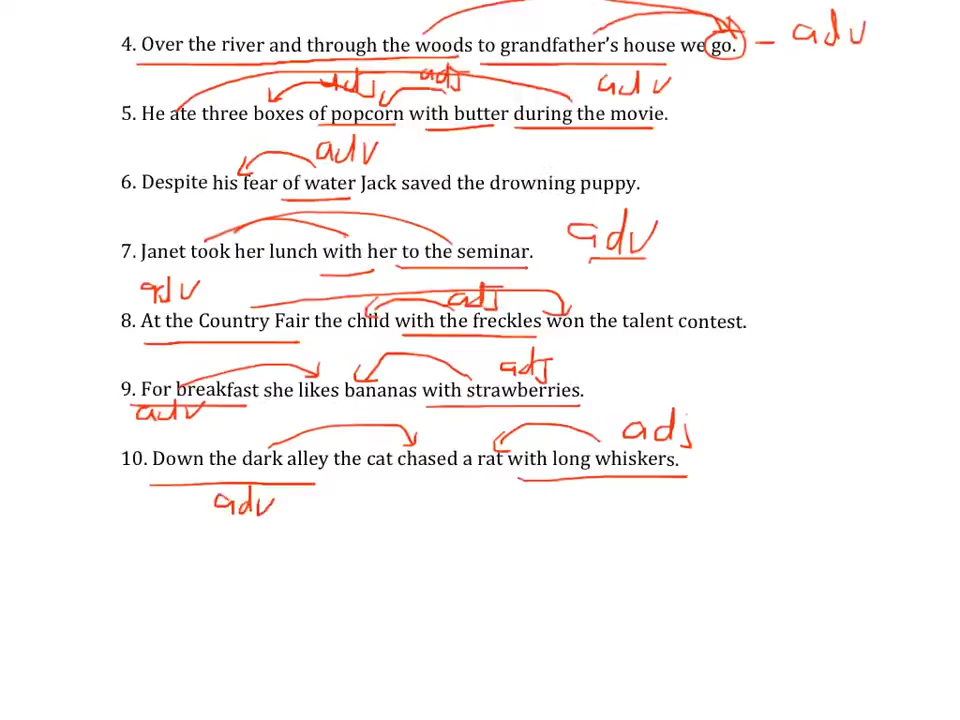 4. Over the river and through the woods to grandfather's house we go. – adv
adv
adj adj
5. He ate three boxes of popcorn with butter during the movie.
adv
6. Despite his fear of water Jack saved the drowning puppy.
adv
7. Janet took her lunch with her to the seminar.
adv
adj
8. At the Country Fair the child with the freckles won the talent contest.
adj
9. For breakfast she likes bananas with strawberries.
adv
adj
10. Down the dark alley the cat chased a rat with long whiskers.
adv